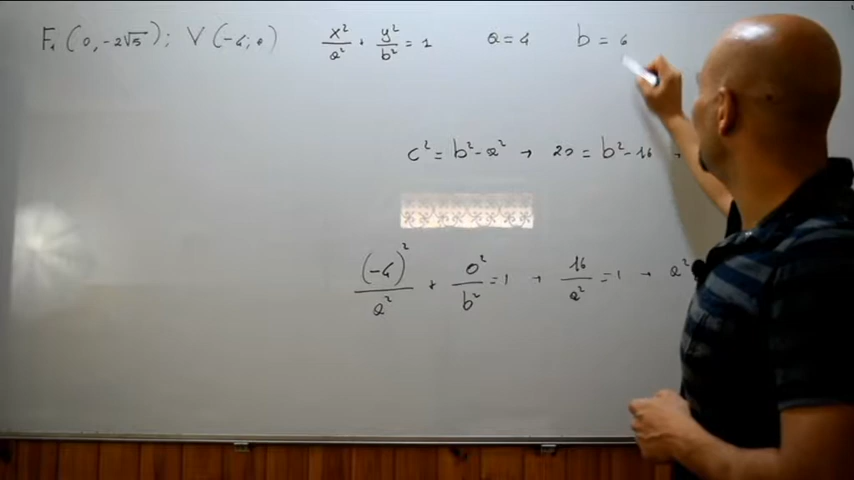 F₁ (0, -2√5); V (-4; 0) x²/a² + y²/b² = 1 a = 4 b = 6
c² = b² - a² → 20 = b² - 16 →
(-4)²/a² + 0²/b² = 1 → 16/a² = 1 → a²